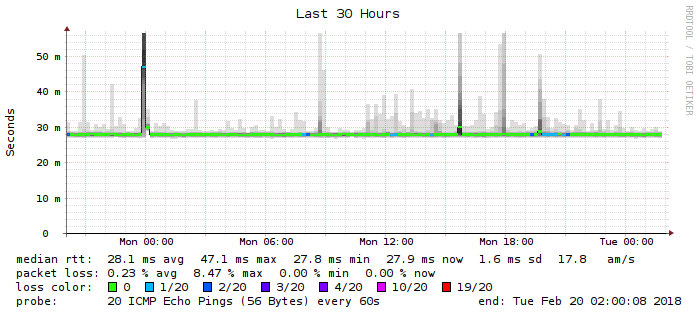 Last 30 Hours
RRDTOOL / TOBI OETIKER
Seconds
50 m
40 m
30 m
20 m
10 m
0
Mon 00:00 Mon 06:00 Mon 12:00 Mon 18:00 Tue 00:00
median rtt: 28.1 ms avg 47.1 ms max 27.8 ms min 27.9 ms now 1.6 ms sd 17.8 am/s
packet loss: 0.23 % avg 8.47 % max 0.00 % min 0.00 % now
loss color: 0 1/20 2/20 3/20 4/20 10/20 19/20
probe: 20 ICMP Echo Pings (56 Bytes) every 60s end: Tue Feb 20 02:00:08 2018